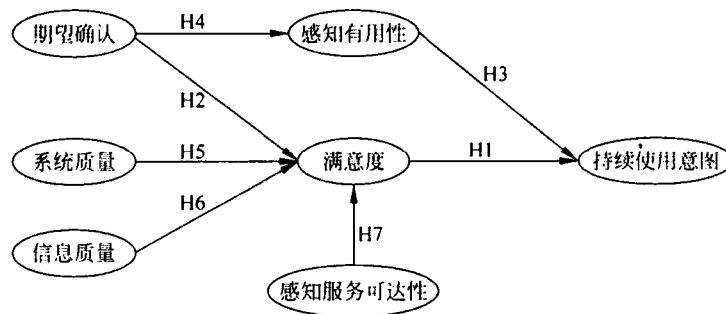 期望确认
H4
感知有用性
H3
H2
系统质量
H5
满意度
H1
持续使用意图
H6
信息质量
H7
感知服务可达性